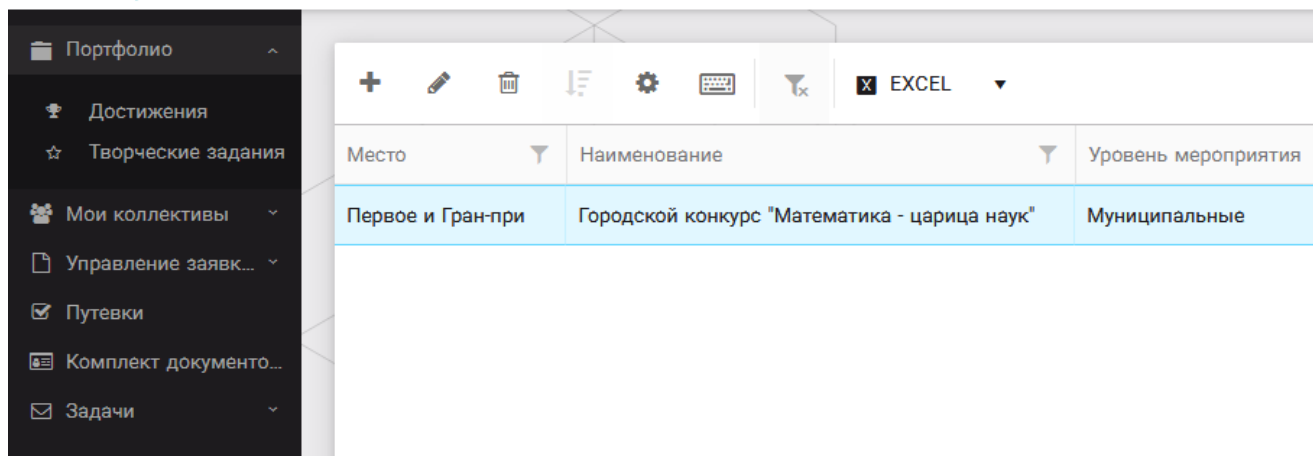 Портфолио
Достижения
Творческие задания
Мои коллективы
Управление заявк...
Путевки
Комплект документо...
Задачи
EXCEL
Место Наименование Уровень мероприятия
Первое и Гран-при Городской конкурс "Математика - царица наук" Муниципальные